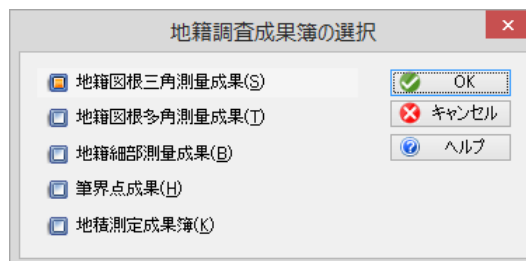 地籍調査成果簿の選択
地籍図根三角測量成果(S)
地籍図根多角測量成果(T)
地籍細部測量成果(B)
筆界点成果(H)
地積測定成果簿(K)
OK
キャンセル
ヘルプ